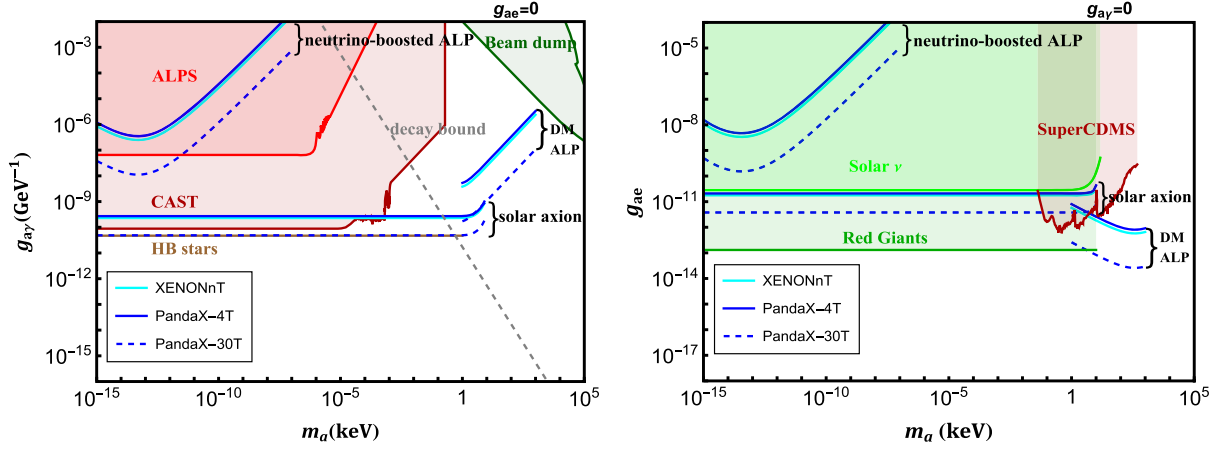 g_ae=0
10^-3
10^-6
10^-9
10^-12
10^-15
g_aγ(GeV^-1)
neutrino-boosted ALP
Beam dump
ALPS
decay bound
DM
ALP
CAST
solar axion
HB stars
XENONnT
PandaX-4T
PandaX-30T
10^-15
10^-10
10^-5
1
10^5
m_a(keV)
g_aγ=0
10^-5
10^-8
10^-11
10^-14
10^-17
g_ae
neutrino-boosted ALP
SuperCDMS
Solar ν
solar axion
Red Giants
DM
ALP
XENONnT
PandaX-4T
PandaX-30T
10^-15
10^-10
10^-5
1
10^5
m_a (keV)